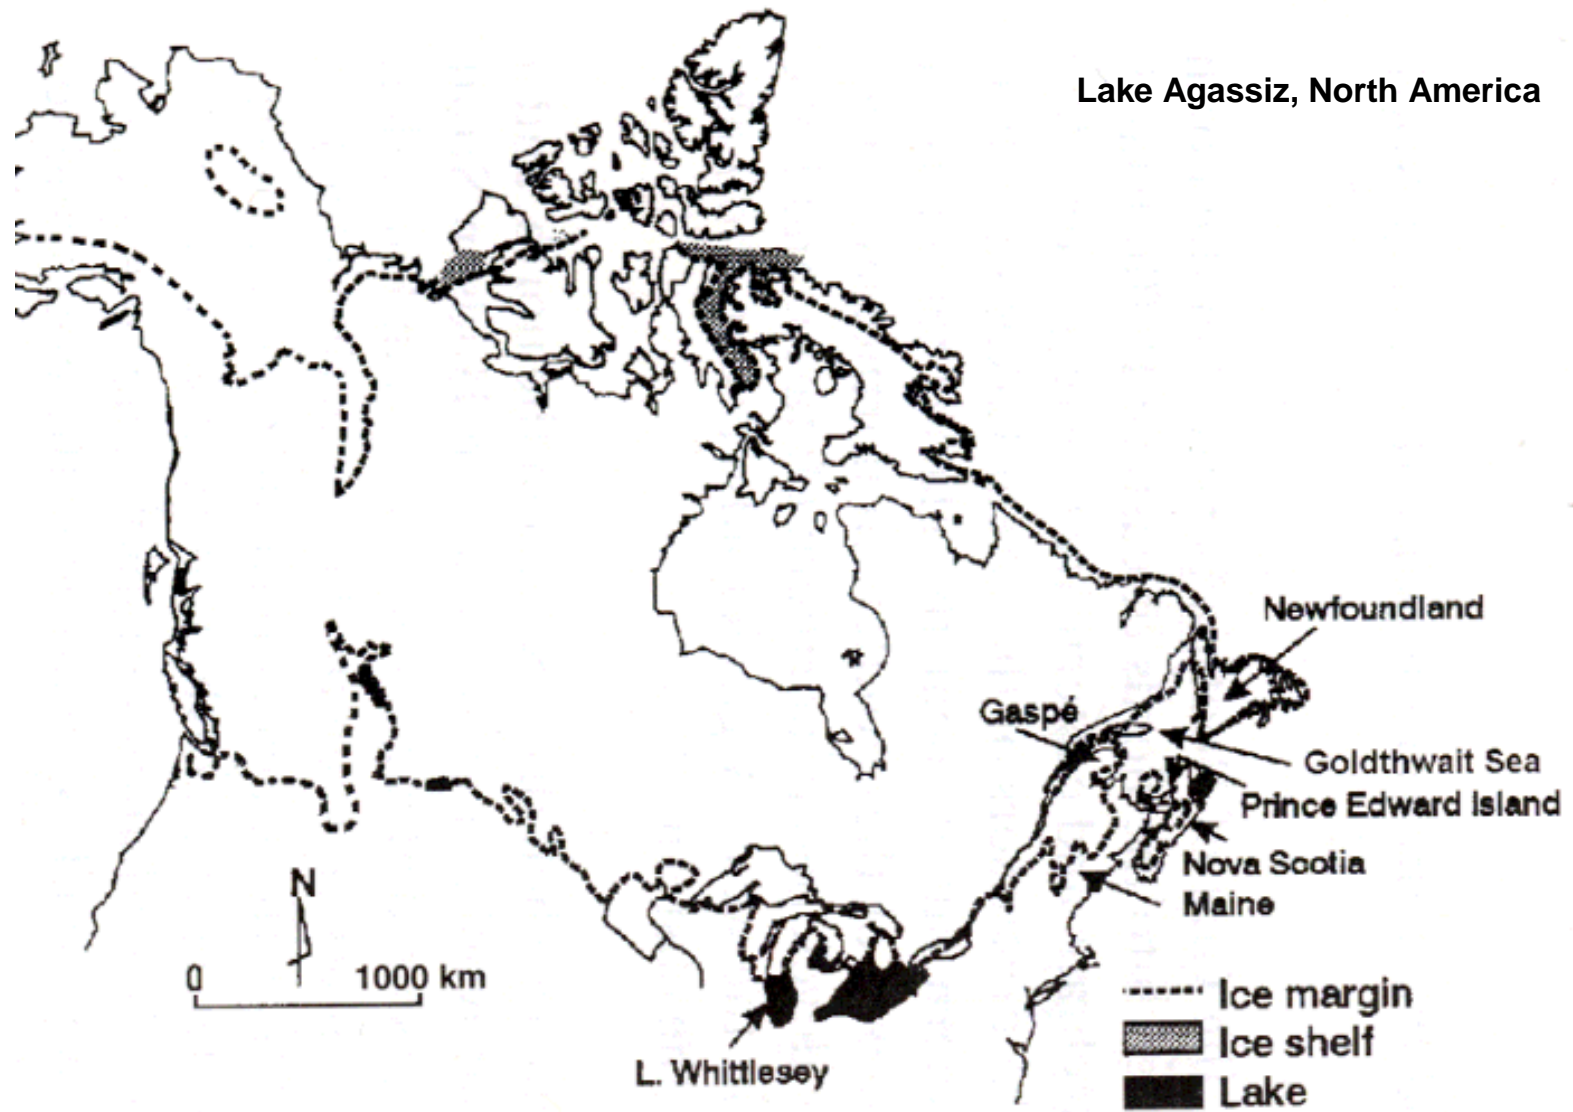 Lake Agassiz, North America
Newfoundland
Gaspé
Goldthwait Sea
Prince Edward Island
Nova Scotia
Maine
N
0 1000 km
L. Whittlesey
Ice margin
Ice shelf
Lake